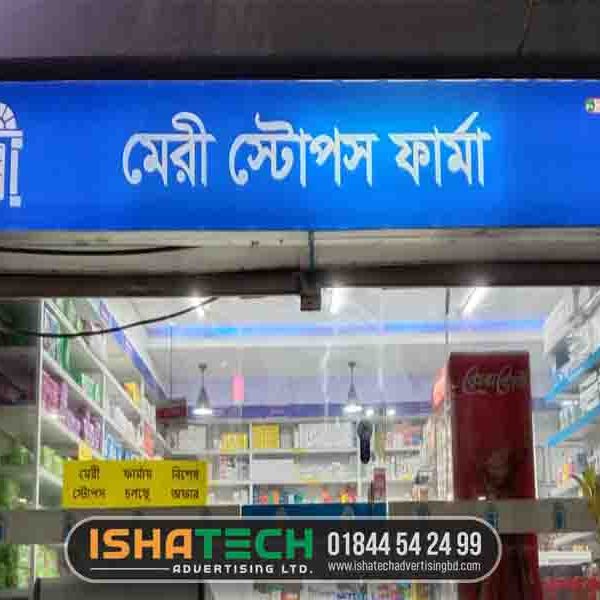 মেরী স্টোপস ফার্মা
কোকা-কোলা
মেরী ফার্মায় বিশেষ
স্টোপস চলছে অফার
ISHATECH
ADVERTISING LTD.
01844 54 24 99
www.ishatechadvertisingbd.com